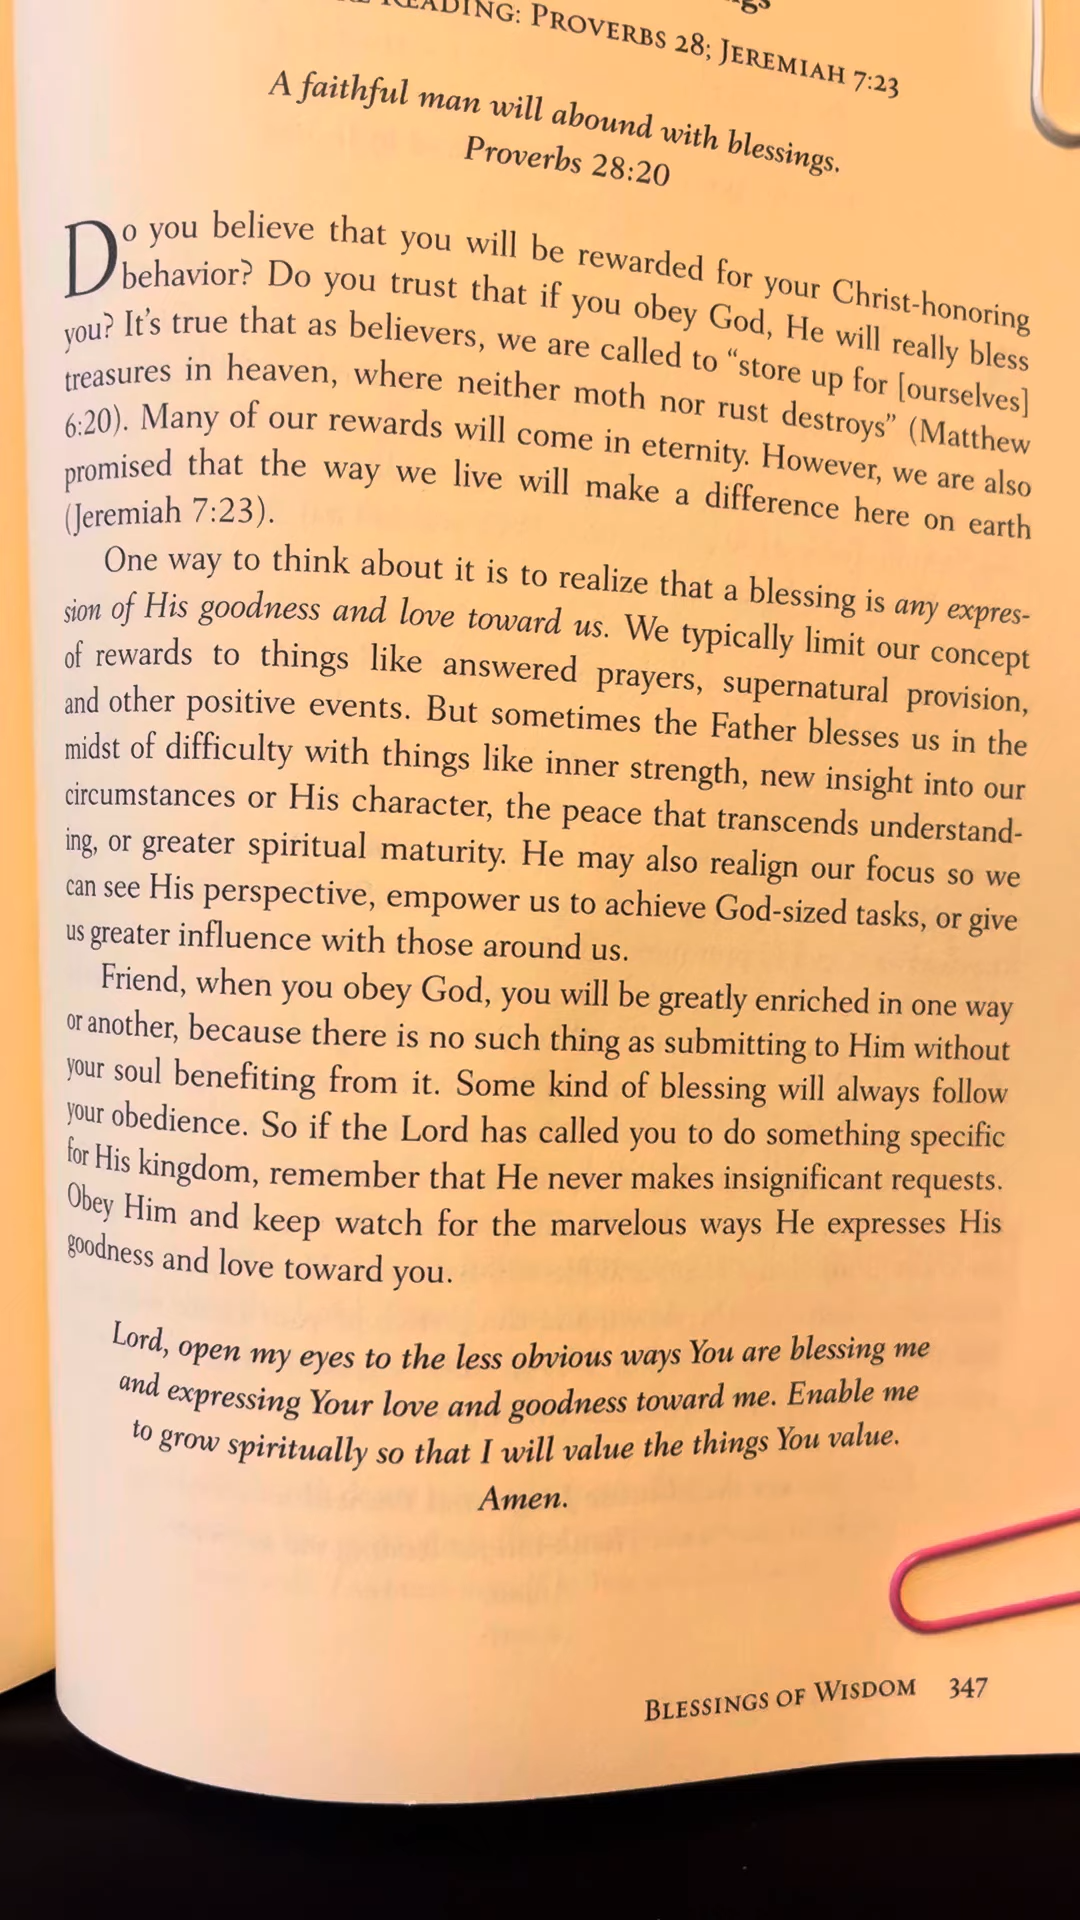 READING: PROVERBS 28; JEREMIAH 7:23
A faithful man will abound with blessings.
Proverbs 28:20
Do you believe that you will be rewarded for your Christ-honoring
behavior? Do you trust that if you obey God, He will really bless
you? It's true that as believers, we are called to “store up for [ourselves]
treasures in heaven, where neither moth nor rust destroys” (Matthew
6:20). Many of our rewards will come in eternity. However, we are also
promised that the way we live will make a difference here on earth
(Jeremiah 7:23).
One way to think about it is to realize that a blessing is any expres-
sion of His goodness and love toward us. We typically limit our concept
of rewards to things like answered prayers, supernatural provision,
and other positive events. But sometimes the Father blesses us in the
midst of difficulty with things like inner strength, new insight into our
circumstances or His character, the peace that transcends understand-
ing, or greater spiritual maturity. He may also realign our focus so we
can see His perspective, empower us to achieve God-sized tasks, or give
us greater influence with those around us.
Friend, when you obey God, you will be greatly enriched in one way
or another, because there is no such thing as submitting to Him without
your soul benefiting from it. Some kind of blessing will always follow
your obedience. So if the Lord has called you to do something specific
for His kingdom, remember that He never makes insignificant requests.
Obey Him and keep watch for the marvelous ways He expresses His
goodness and love toward you.
Lord, open my eyes to the less obvious ways You are blessing me
and expressing Your love and goodness toward me. Enable me
to grow spiritually so that I will value the things You value.
Amen.
BLESSINGS OF WISDOM 347